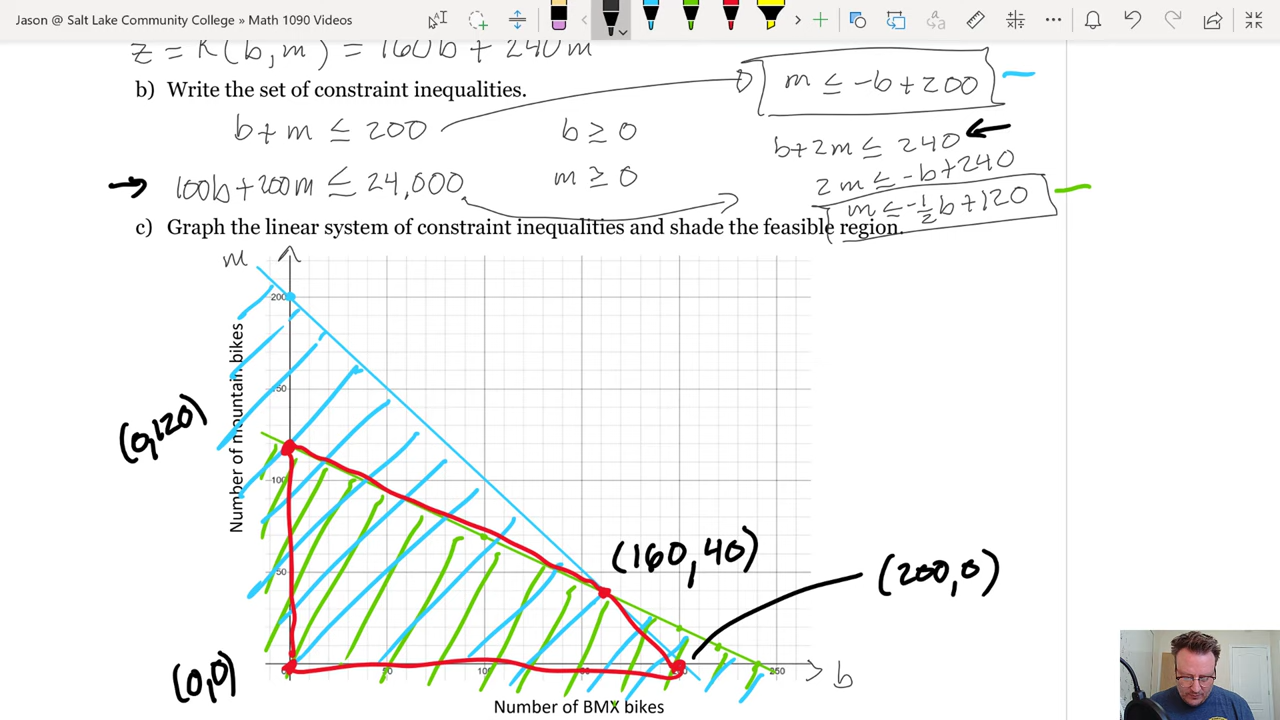 Jason @ Salt Lake Community College » Math 1090 Videos
z = R(b,m) = 160b + 240m
b) Write the set of constraint inequalities.
m ≤ -b+200
b+m ≤ 200
b ≥ 0
b+2m ≤ 240
2m ≤ -b+240
100b+200m ≤ 24,000
m ≥ 0
m ≤ -1/2b+120
c) Graph the linear system of constraint inequalities and shade the feasible region.
m
200
Number of mountain bikes
50
(0,120)
100
(160,40)
50
(200,0)
(0,0)
50
250
b
Number of BMX bikes